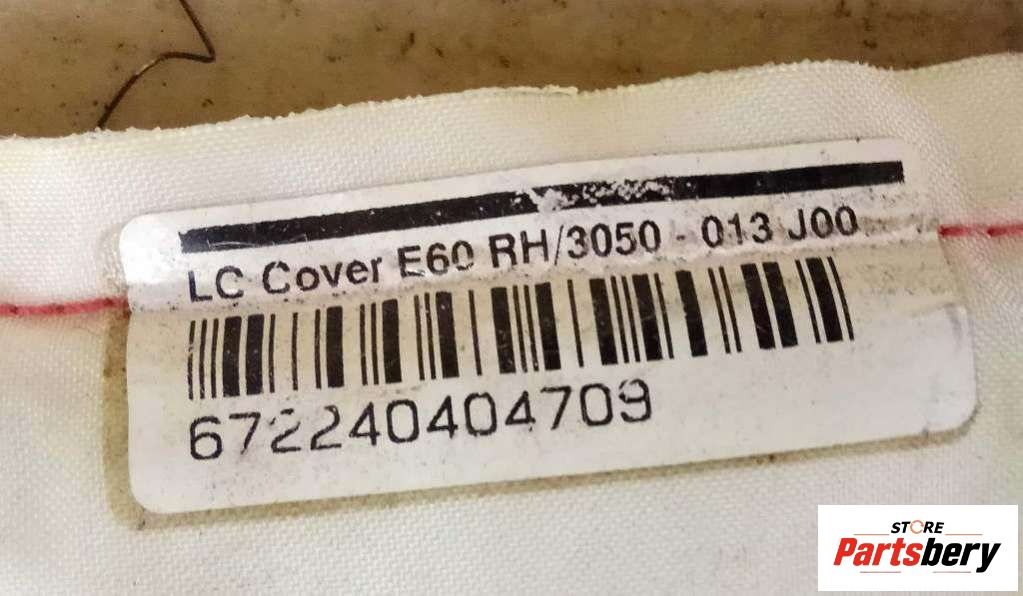 LC Cover E60 RH/3050 - 013 J00
672240404709
STORE
Partsbery